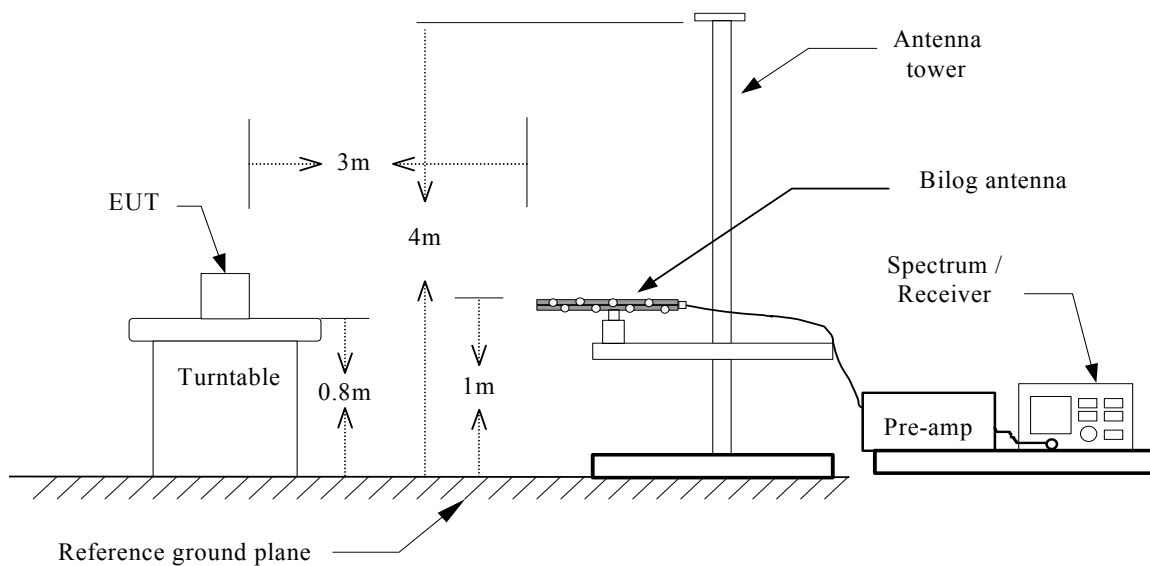 Antenna
tower
3m
Bilog antenna
EUT
4m
Spectrum /
Receiver
Turntable
0.8m
1m
Pre-amp
Reference ground plane